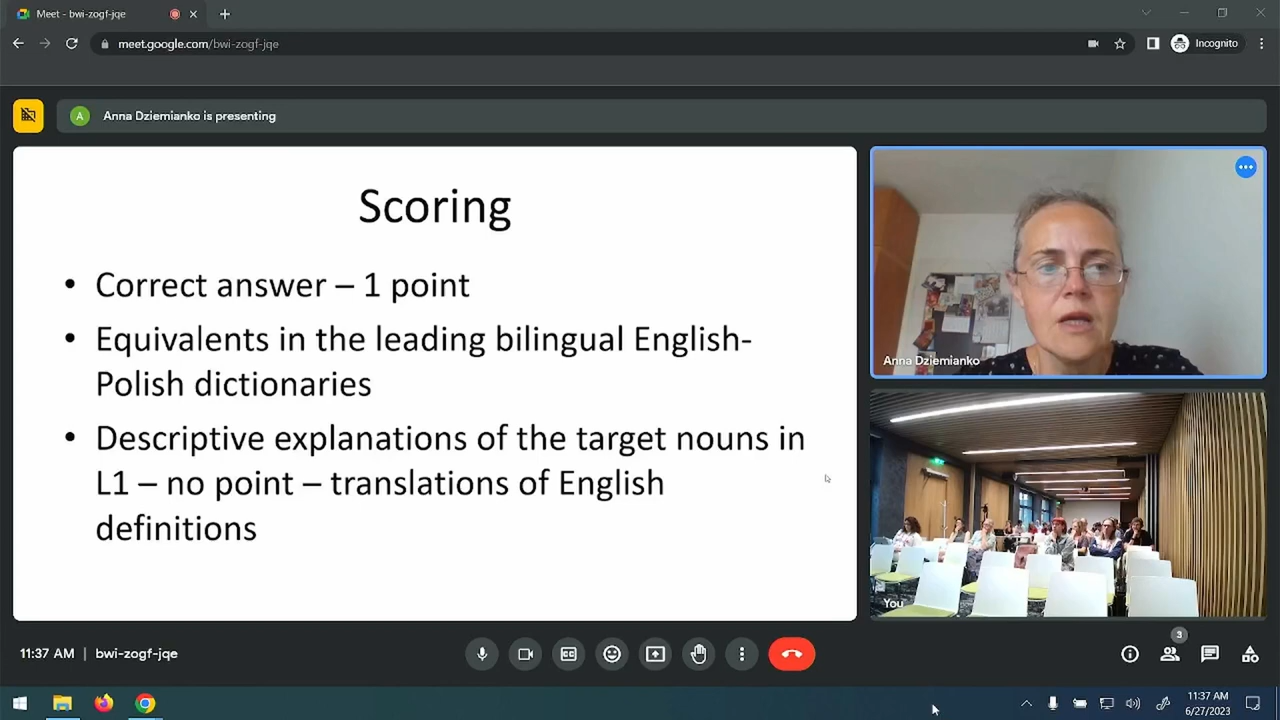 Meet - bwi-zogf-jqe
meet.google.com/bwi-zogf-jqe
Incognito
A
Anna Dziemianko is presenting
Scoring
• Correct answer – 1 point
• Equivalents in the leading bilingual English-
Polish dictionaries
• Descriptive explanations of the target nouns in
L1 – no point – translations of English
definitions
Anna Dziemianko
You
11:37 AM | bwi-zogf-jqe
3
11:37 AM
6/27/2023